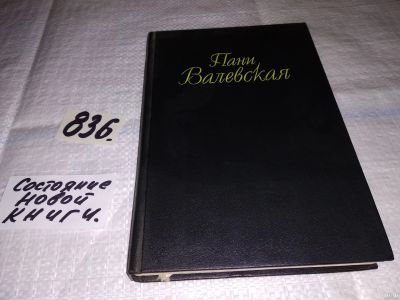 Пани
Валевская
836.
Состояние
новой
книги.